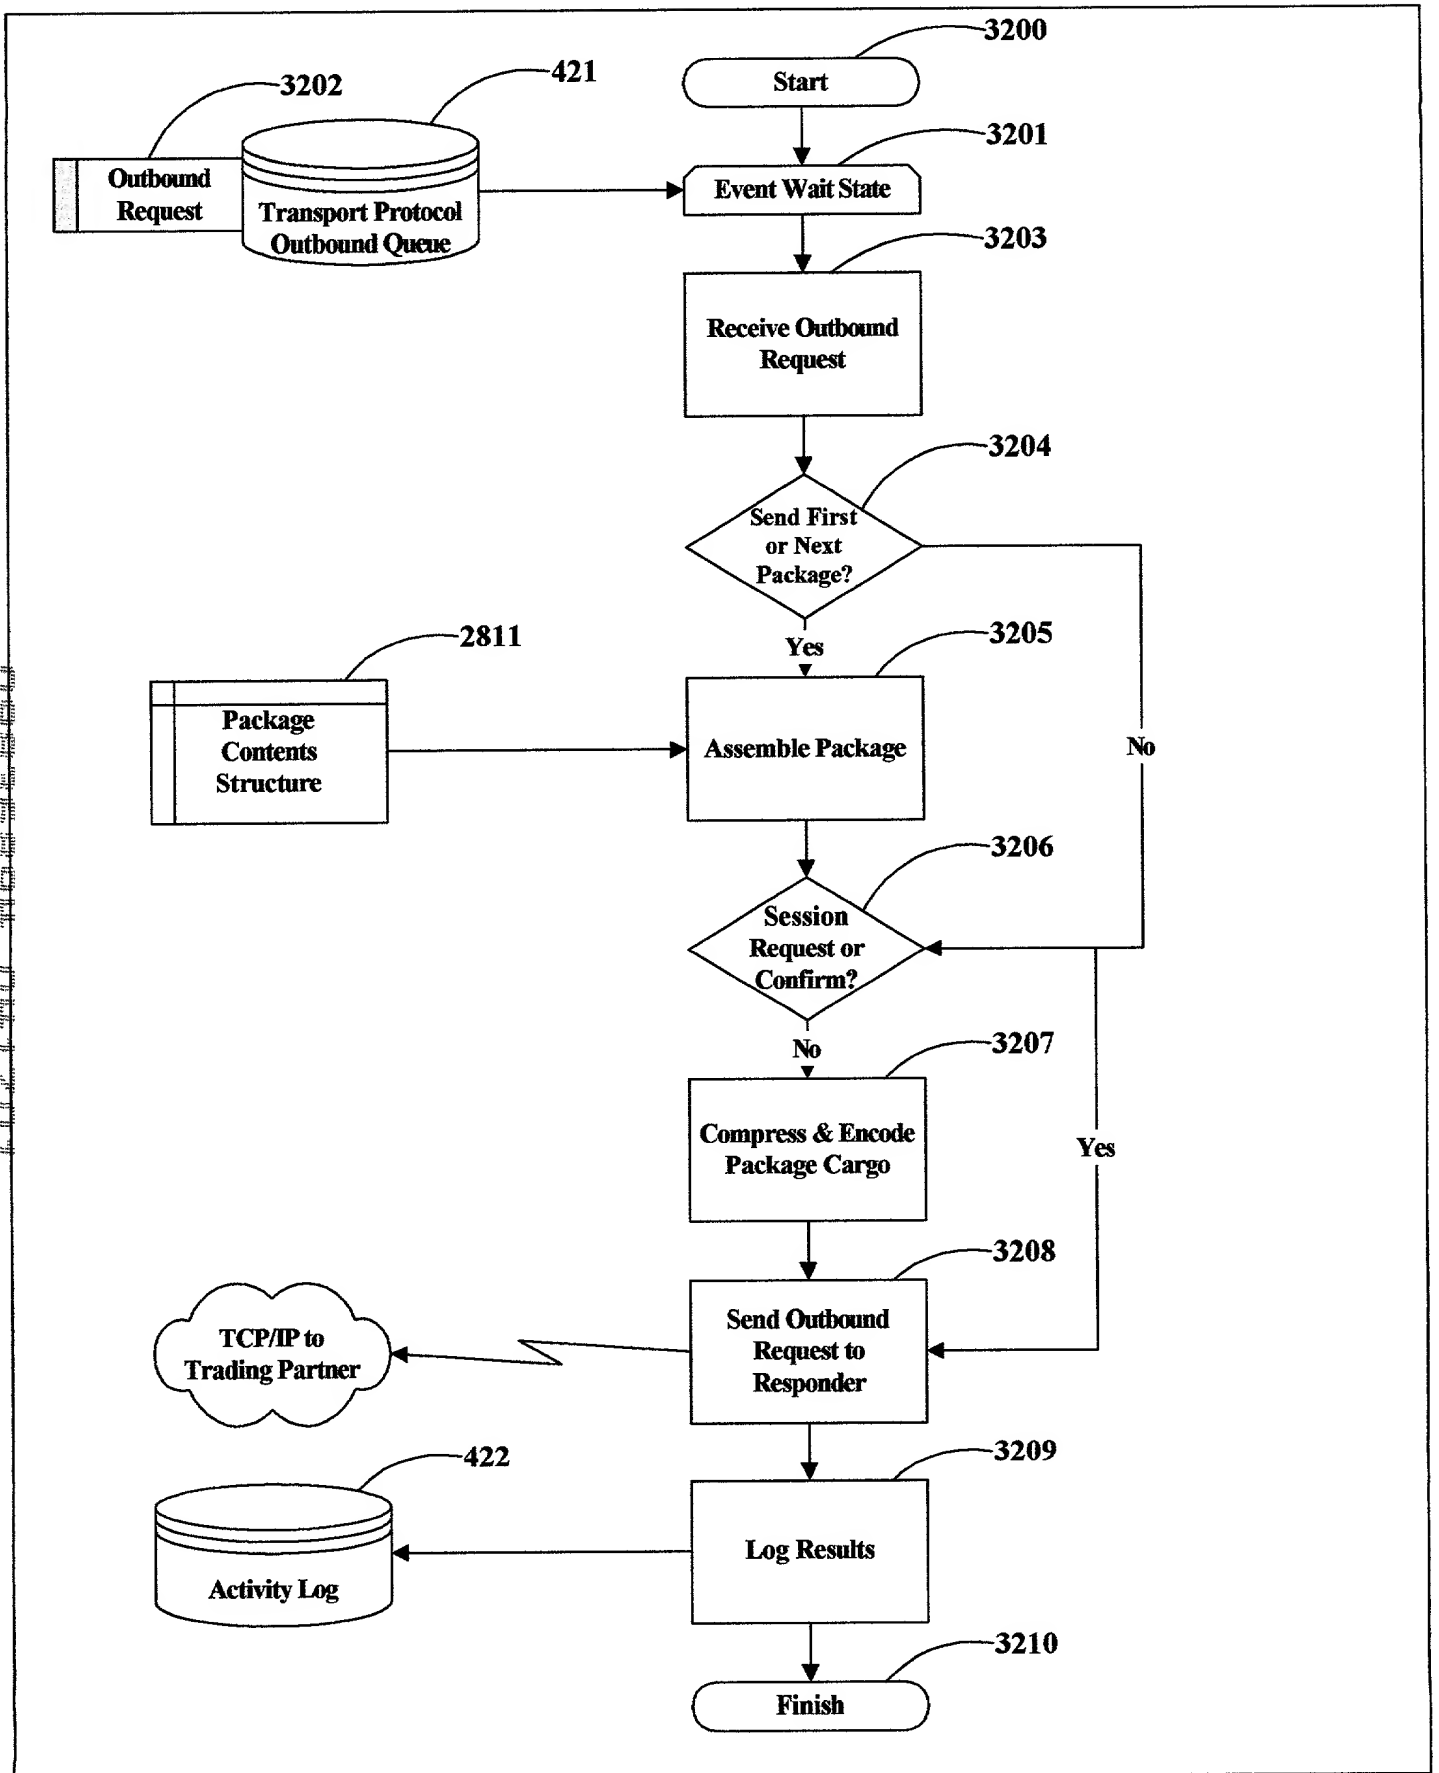 3200
Start
3202
421
3201
Outbound
Request
Transport Protocol
Outbound Queue
Event Wait State
3203
Receive Outbound
Request
3204
Send First
or Next
Package?
Yes
3205
2811
Package
Contents
Structure
Assemble Package
No
3206
Session
Request or
Confirm?
No
3207
Compress & Encode
Package Cargo
Yes
3208
Send Outbound
Request to
Responder
TCP/IP to
Trading Partner
3209
422
Log Results
Activity Log
3210
Finish